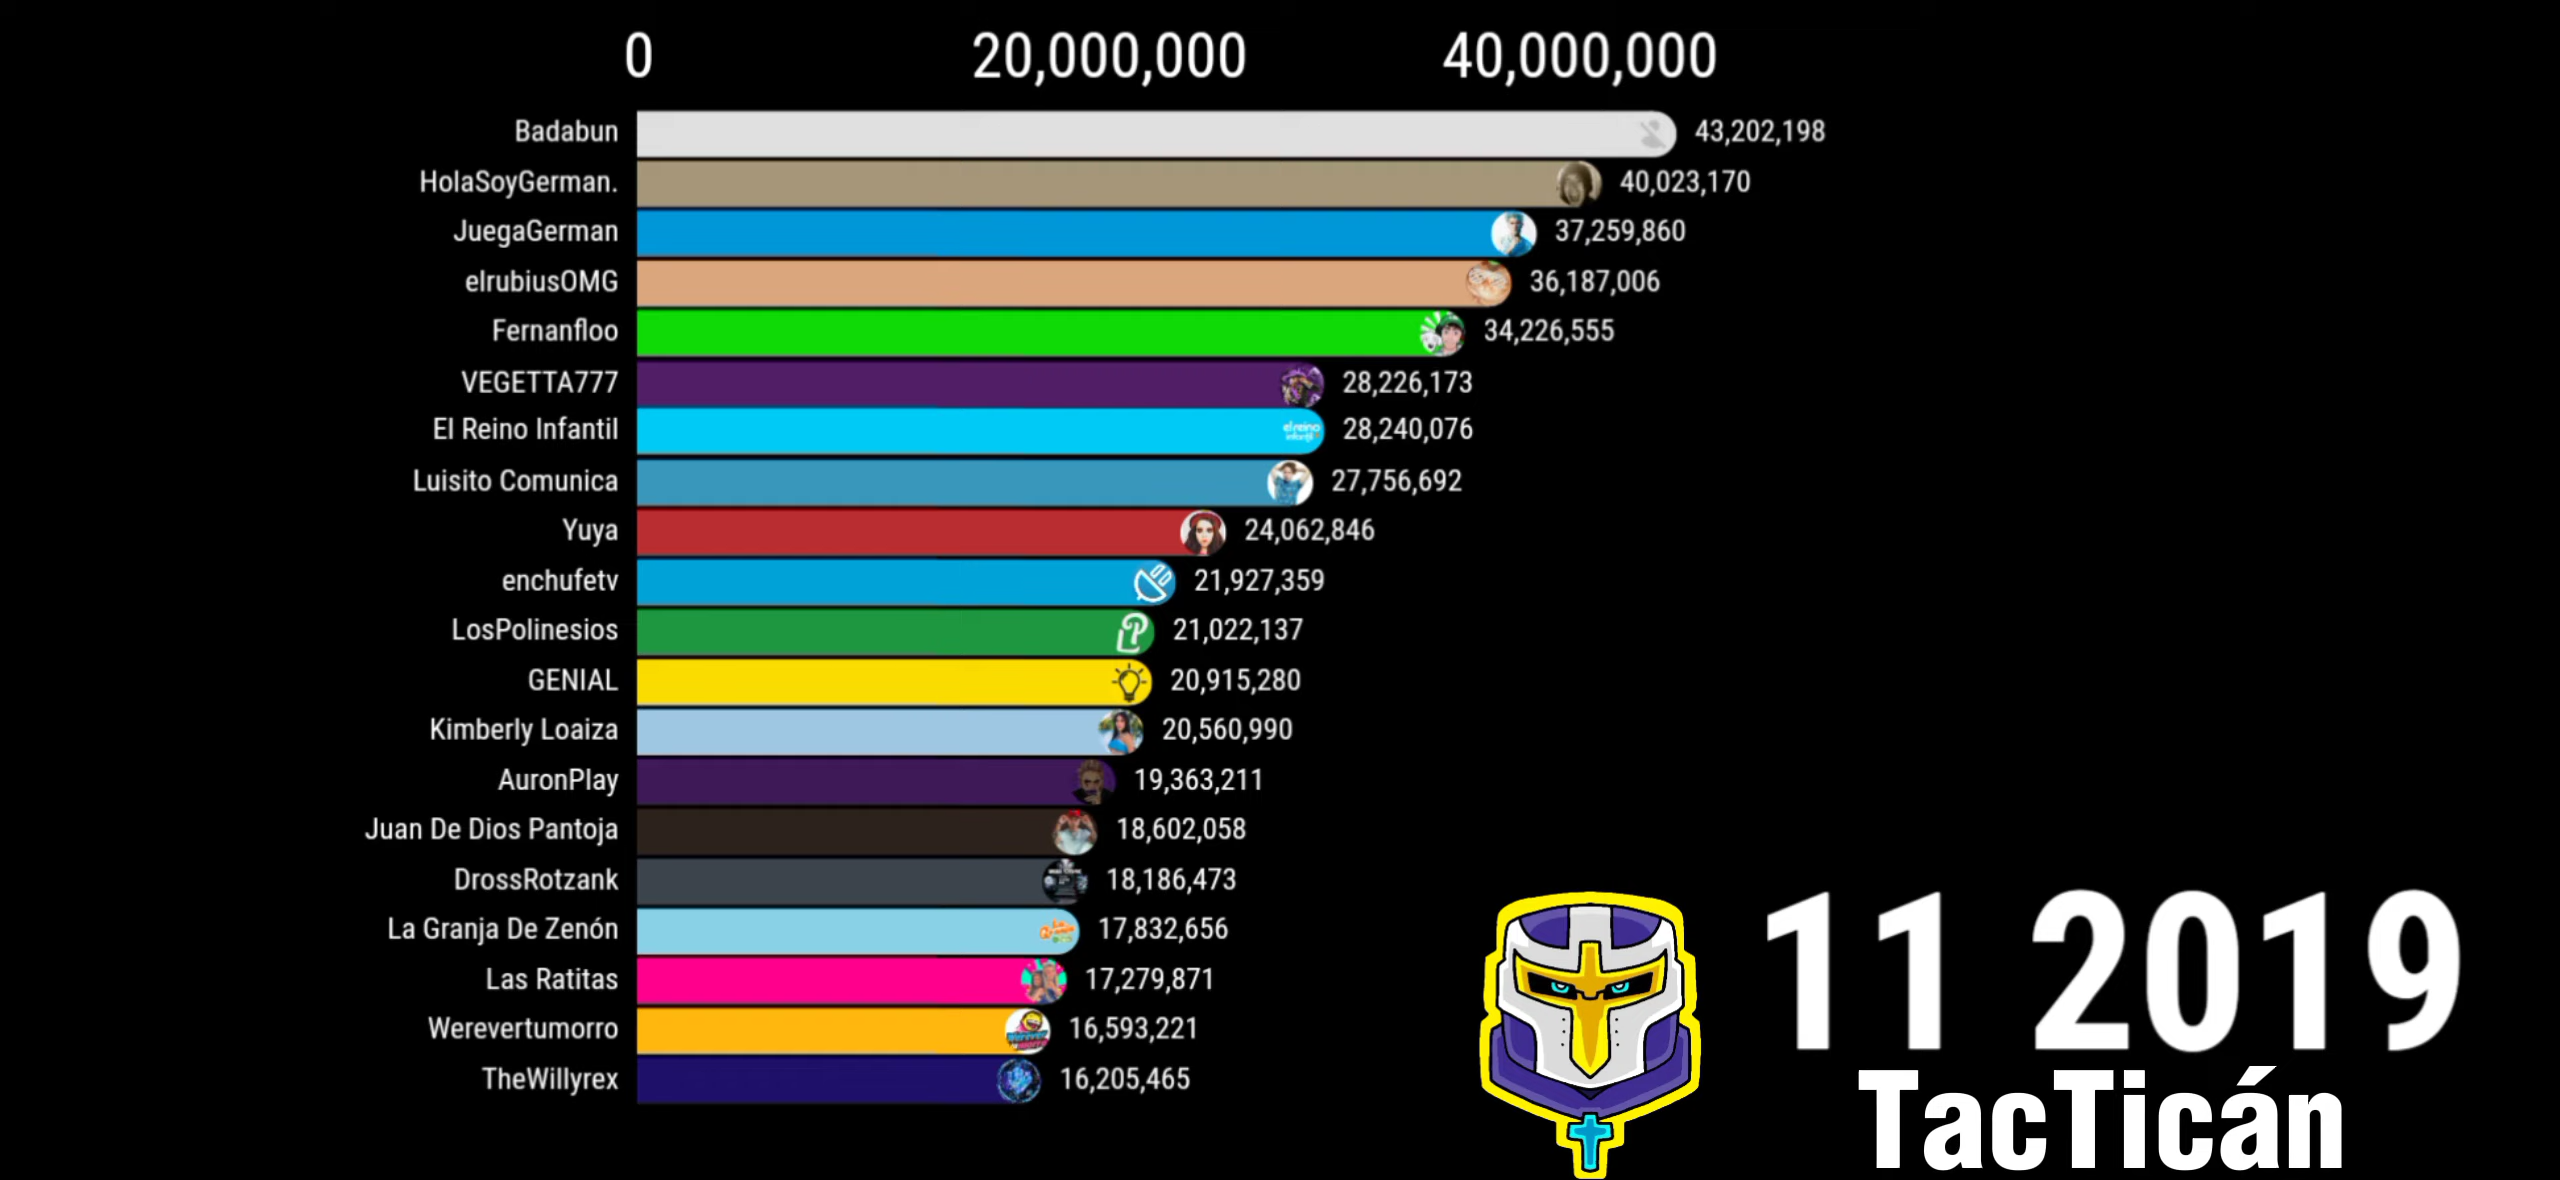 0 20,000,000 40,000,000
Badabun 43,202,198
HolaSoyGerman. 40,023,170
JuegaGerman 37,259,860
elrubiusOMG 36,187,006
Fernanfloo 34,226,555
VEGETTA777 28,226,173
El Reino Infantil el reino infantil 28,240,076
Luisito Comunica 27,756,692
Yuya 24,062,846
enchufetv 21,927,359
LosPolinesios LP 21,022,137
GENIAL 20,915,280
Kimberly Loaiza 20,560,990
AuronPlay 19,363,211
Juan De Dios Pantoja 18,602,058
DrossRotzank 18,186,473
La Granja De Zenón 17,832,656
Las Ratitas 17,279,871
Werevertumorro 16,593,221
TheWillyrex 16,205,465
11 2019
TacTicán